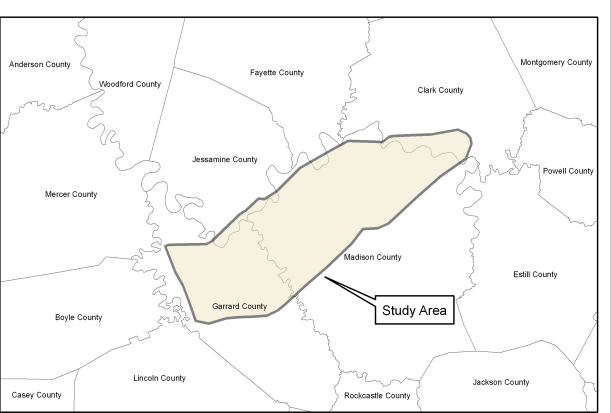 Anderson County
Woodford County
Fayette County
Montgomery County
Clark County
Jessamine County
Powell County
Mercer County
Madison County
Estill County
Garrard County
Study Area
Boyle County
Lincoln County
Jackson County
Casey County
Rockcastle County